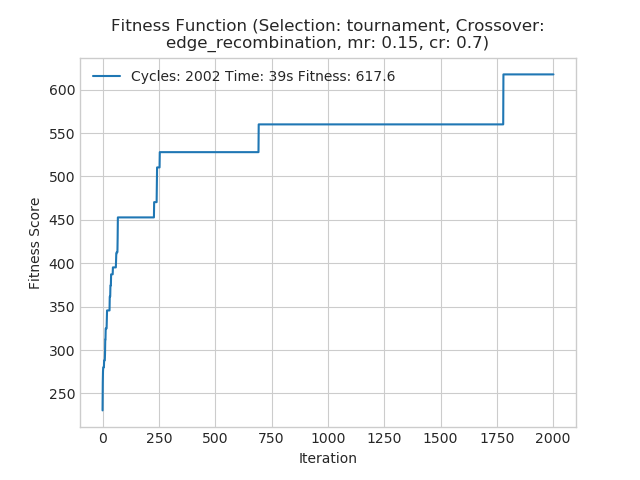 Fitness Function (Selection: tournament, Crossover:
edge_recombination, mr: 0.15, cr: 0.7)
Cycles: 2002 Time: 39s Fitness: 617.6
600
550
500
450
400
350
300
250
Fitness Score
0 250 500 750 1000 1250 1500 1750 2000
Iteration